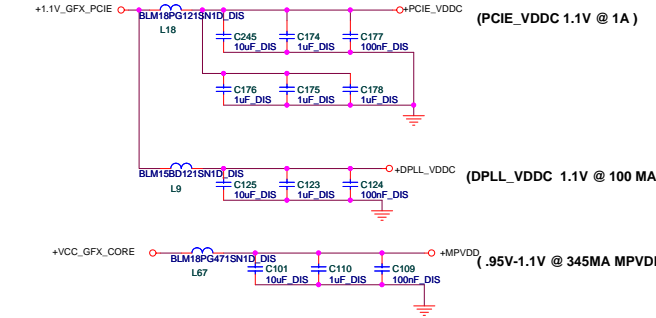 +1.1V_GFX_PCIE
BLM18PG121SN1D_DIS
L18
+PCIE_VDDC
(PCIE_VDDC 1.1V @ 1A )
C245
10uF_DIS
C174
1uF_DIS
C177
100nF_DIS
C176
1uF_DIS
C175
1uF_DIS
C178
1uF_DIS
BLM15BD121SN1D_DIS
L9
+DPLL_VDDC
(DPLL_VDDC 1.1V @ 100 MA
C125
10uF_DIS
C123
1uF_DIS
C124
100nF_DIS
+VCC_GFX_CORE
BLM18PG471SN1D_DIS
L67
+MPVDD
( .95V-1.1V @ 345MA MPVD
C101
10uF_DIS
C110
1uF_DIS
C109
100nF_DIS